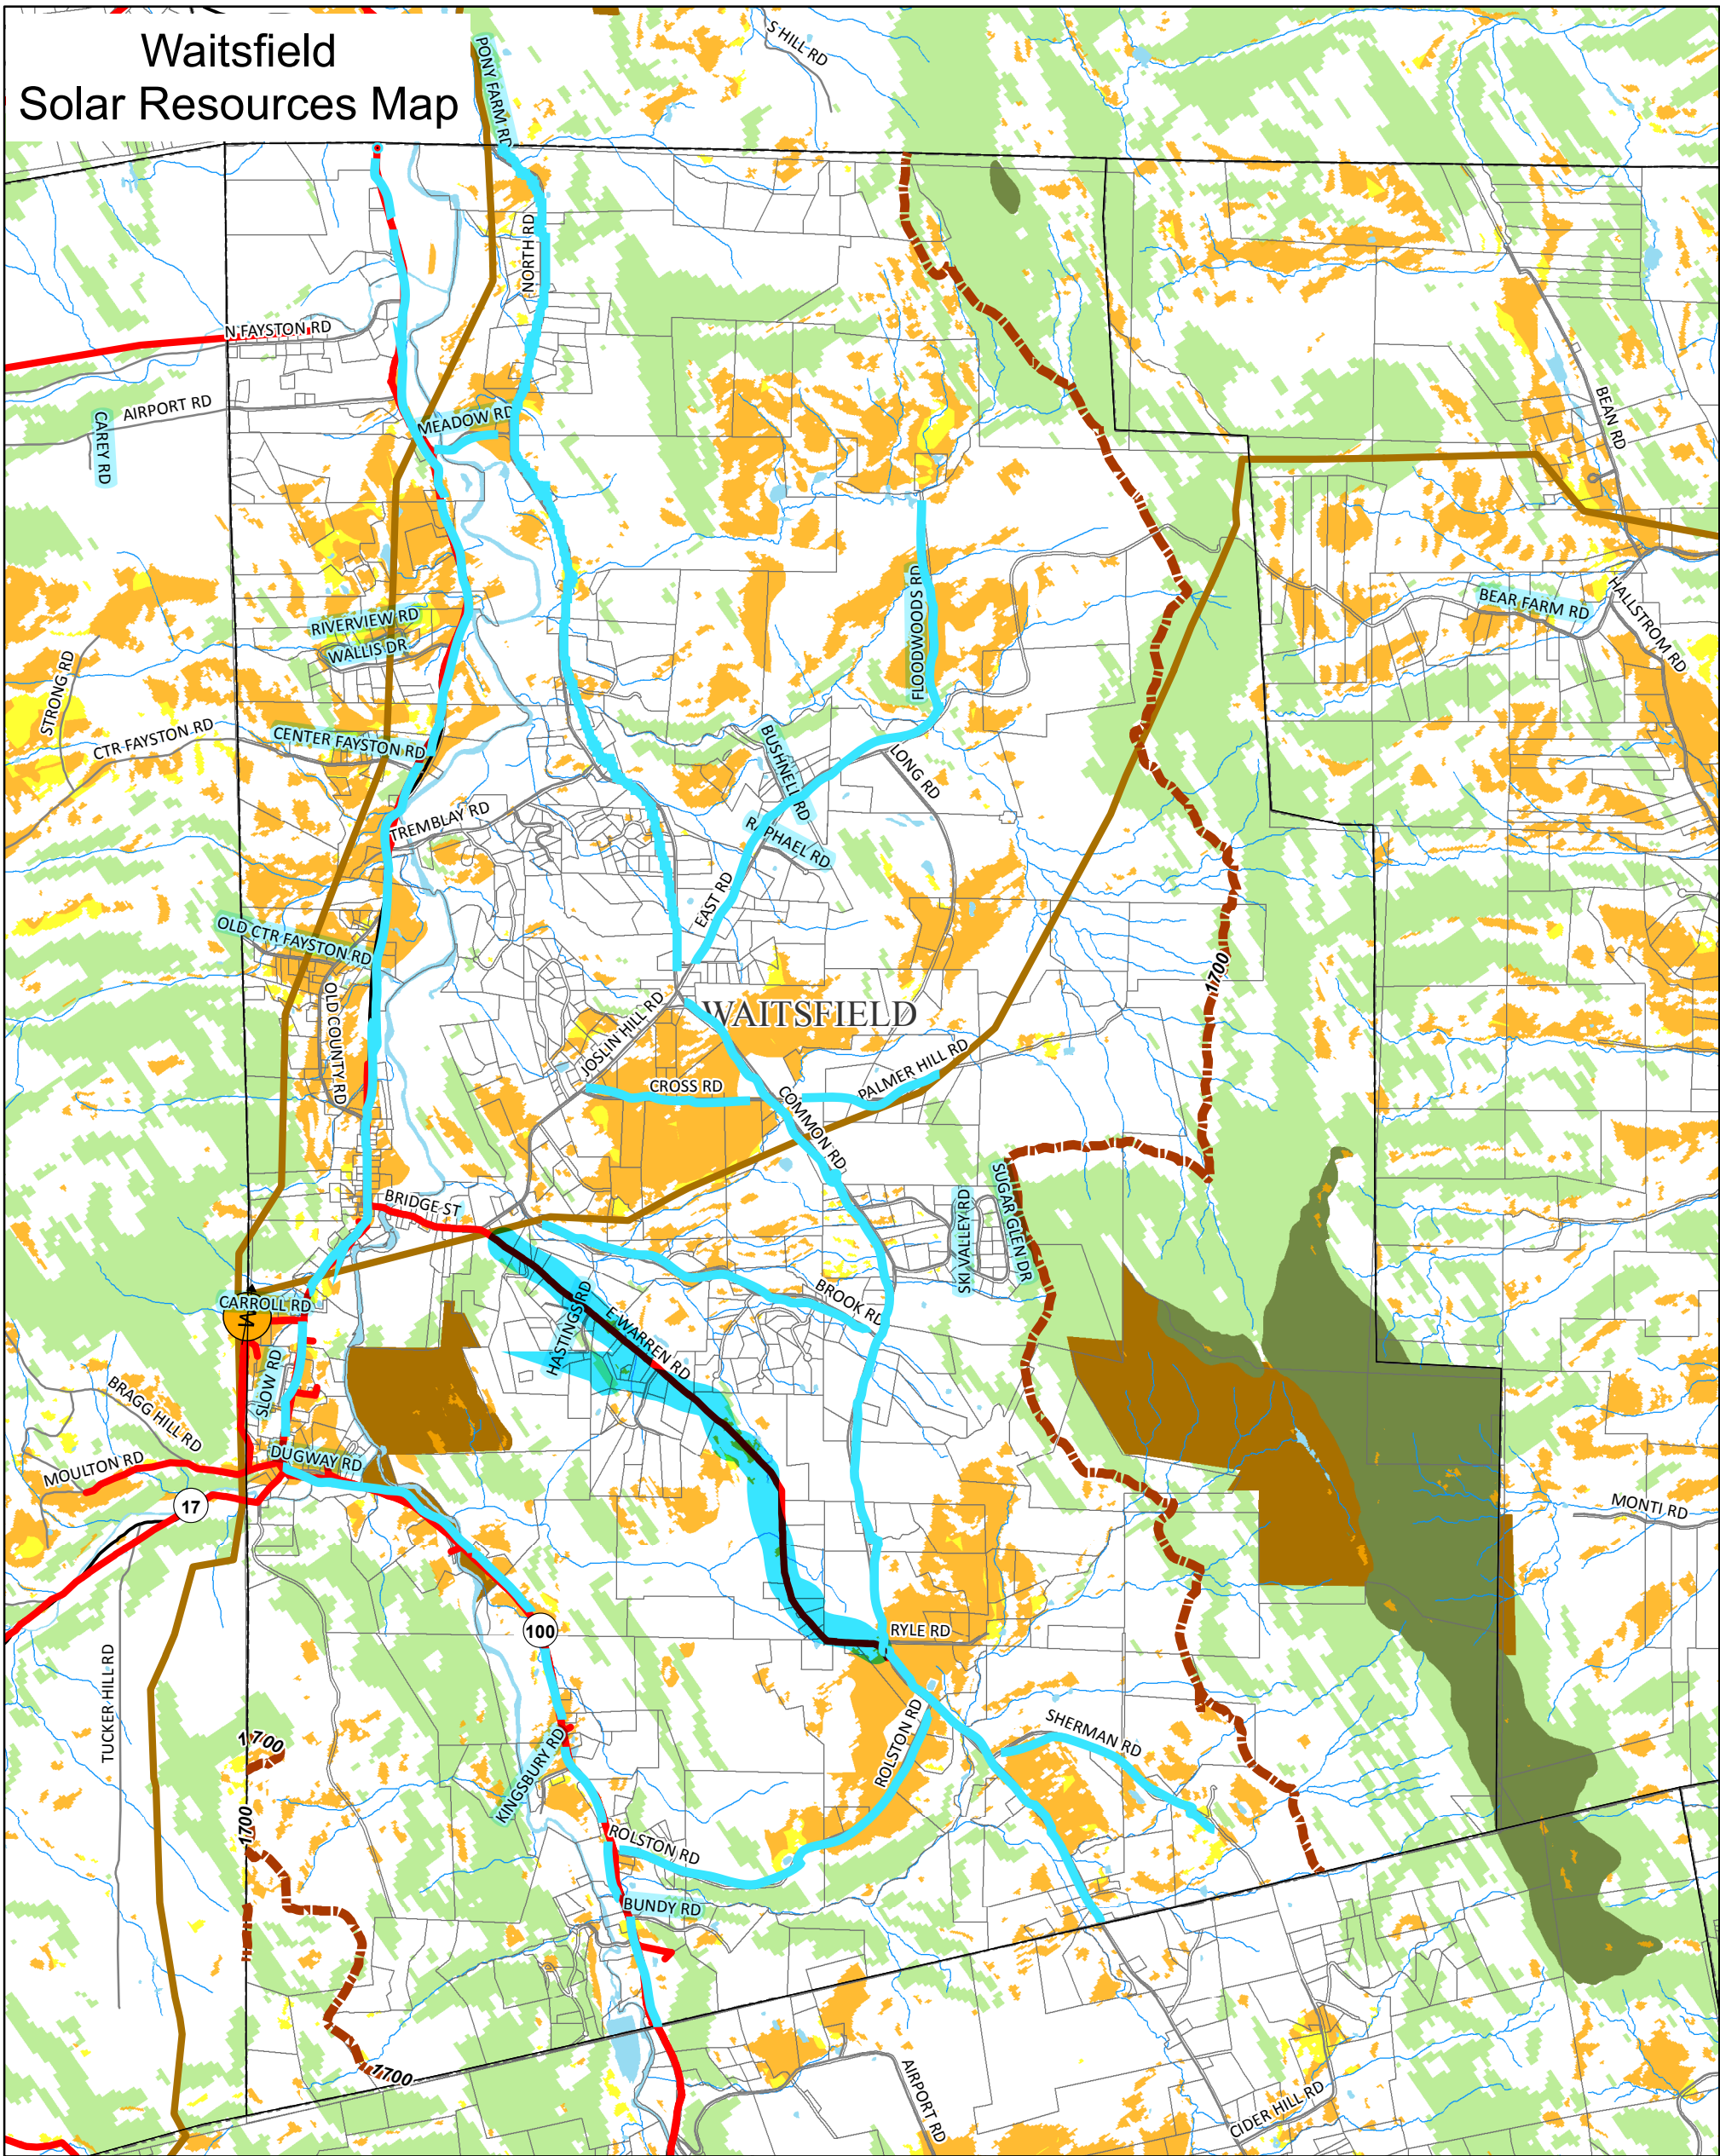 Waitsfield
Solar Resources Map
PONY FARM RD
S HILL RD
NORTH RD
N FAYSTON RD
AIRPORT RD
CAREY RD
MEADOW RD
BEAN RD
RIVERVIEW RD
WALLIS DR
FLOODWOODS RD
BEAR FARM RD
HALLSTROM RD
STRONG RD
CTR FAYSTON RD
CENTER FAYSTON RD
BUSHNELL RD
LONG RD
TREMBLAY RD
RAPHAEL RD
EAST RD
OLD CTR FAYSTON RD
OLD COUNTY RD
1700
WAITSFIELD
JOSLIN HILL RD
CROSS RD
PALMER HILL RD
COMMON RD
BRIDGE ST
SKI VALLEY RD
SUGAR GLEN DR
CARROLL RD
HASTINGS RD
E WARREN RD
BROOK RD
SLOW RD
BRAGG HILL RD
MOULTON RD
DUGWAY RD
17
MONTI RD
100
RYLE RD
TUCKER HILL RD
1700
KINGSBURY RD
ROLSTON RD
SHERMAN RD
1700
ROLSTON RD
BUNDY RD
1700
AIRPORT RD
CIDER HILL RD